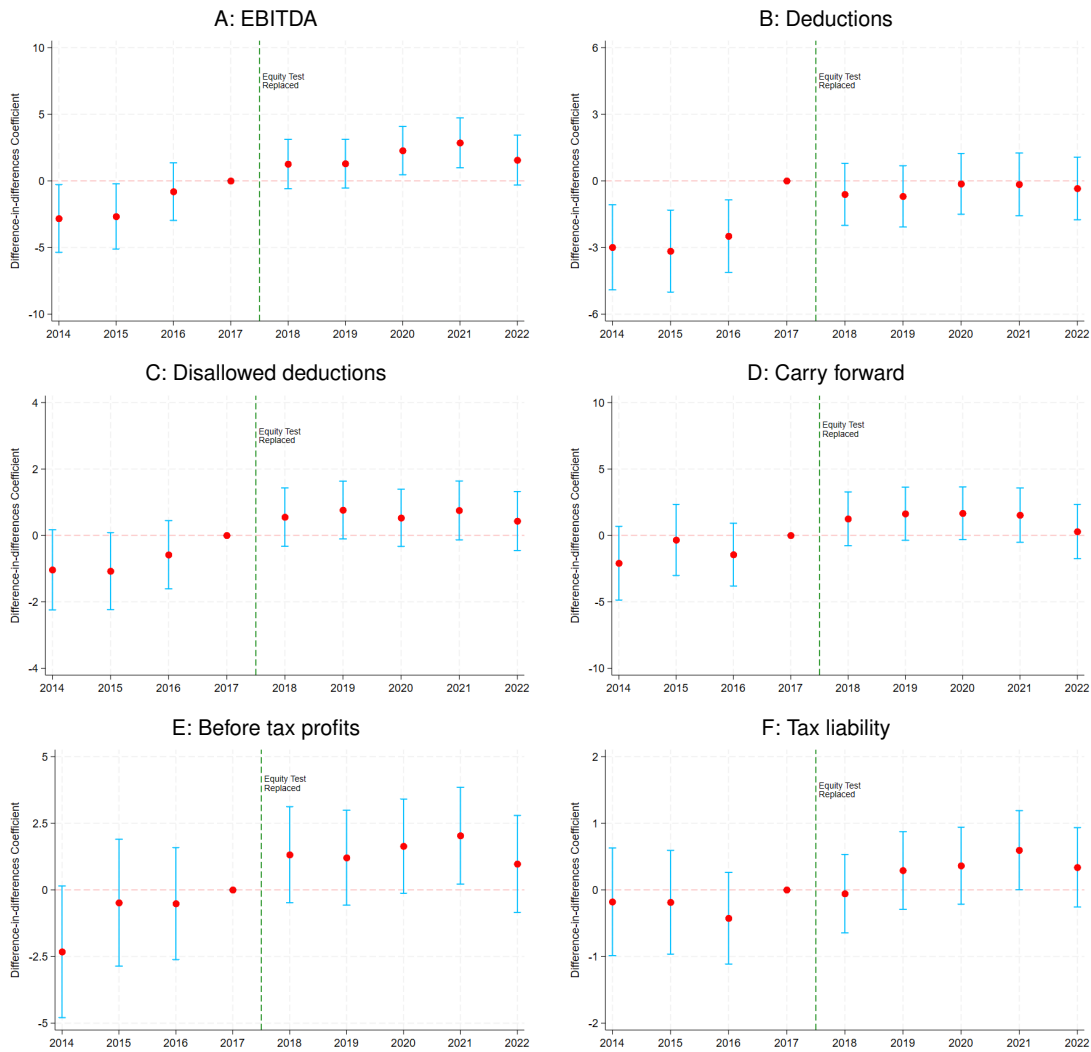 A: EBITDA
Difference-in-differences Coefficient
10
5
0
-5
-10
Equity Test
Replaced
2014 2015 2016 2017 2018 2019 2020 2021 2022
B: Deductions
Difference-in-differences Coefficient
6
3
0
-3
-6
Equity Test
Replaced
2014 2015 2016 2017 2018 2019 2020 2021 2022
C: Disallowed deductions
Difference-in-differences Coefficient
4
2
0
-2
-4
Equity Test
Replaced
2014 2015 2016 2017 2018 2019 2020 2021 2022
D: Carry forward
Difference-in-differences Coefficient
10
5
0
-5
-10
Equity Test
Replaced
2014 2015 2016 2017 2018 2019 2020 2021 2022
E: Before tax profits
Difference-in-differences Coefficient
5
2.5
0
-2.5
-5
Equity Test
Replaced
2014 2015 2016 2017 2018 2019 2020 2021 2022
F: Tax liability
Difference-in-differences Coefficient
2
1
0
-1
-2
Equity Test
Replaced
2014 2015 2016 2017 2018 2019 2020 2021 2022